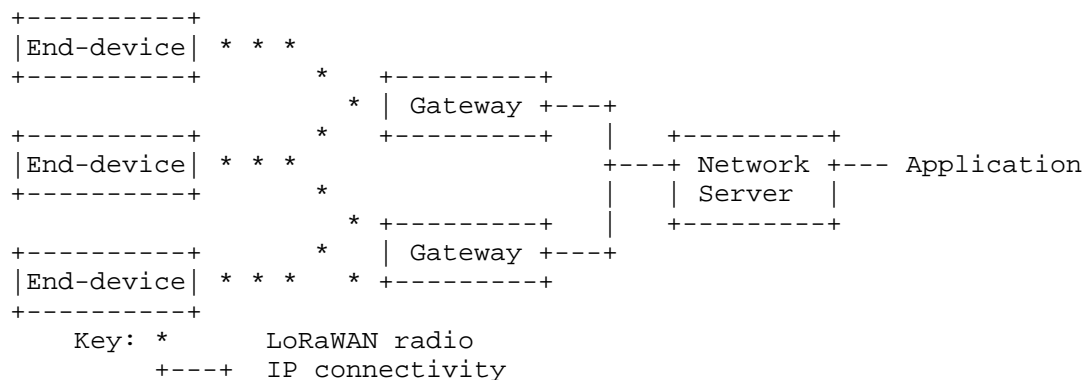 +----------+
|End-device| * * *
+----------+       *   +---------+
                     * | Gateway +---+
+----------+       *   +---------+   |   +---------+
|End-device| * * *                   +---+ Network +--- Application
+----------+       *                 |   | Server  |
                     * +---------+   |   +---------+
+----------+       *   | Gateway +---+
|End-device| * * *   * +---------+
+----------+
    Key: *      LoRaWAN radio
         +---+  IP connectivity